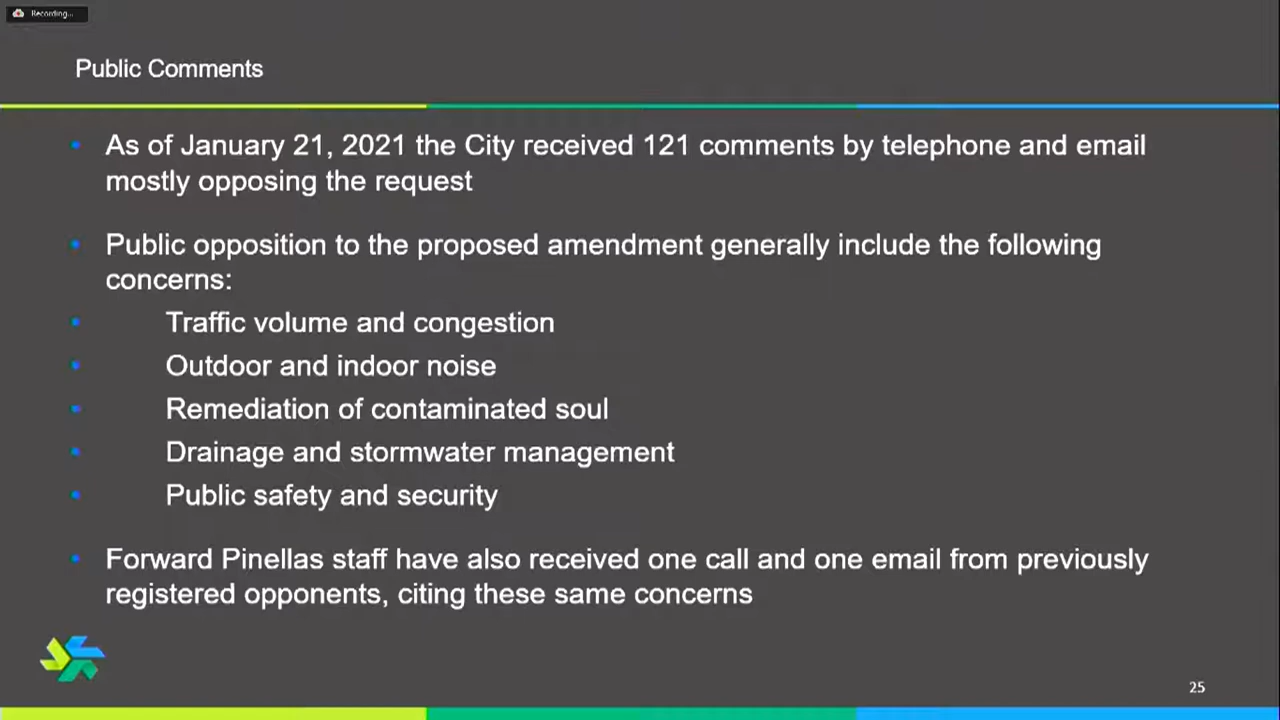 Recording...
Public Comments
• As of January 21, 2021 the City received 121 comments by telephone and email
mostly opposing the request
• Public opposition to the proposed amendment generally include the following
concerns:
• Traffic volume and congestion
• Outdoor and indoor noise
• Remediation of contaminated soul
• Drainage and stormwater management
• Public safety and security
• Forward Pinellas staff have also received one call and one email from previously
registered opponents, citing these same concerns
25